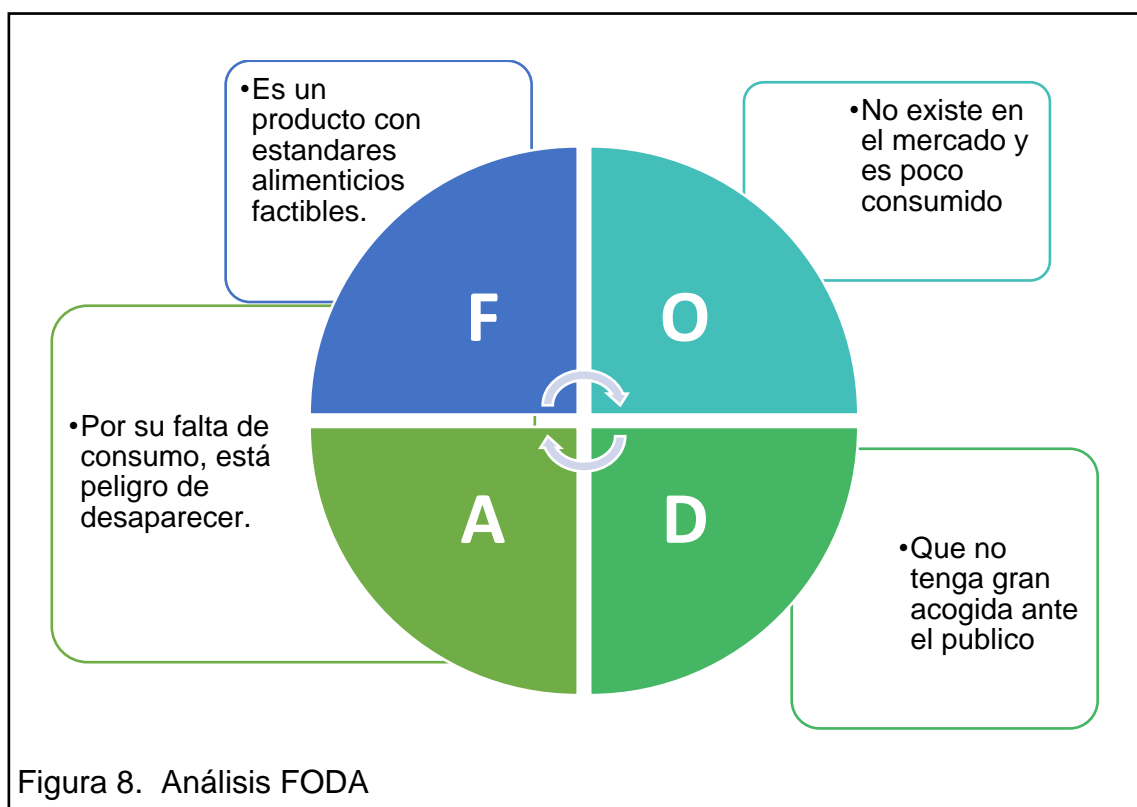 •Es un
producto con
estandares
alimenticios
factibles.
•No existe en
el mercado y
es poco
consumido
F
O
•Por su falta de
consumo, está
peligro de
desaparecer.
A
D
•Que no
tenga gran
acogida ante
el publico
Figura 8. Análisis FODA